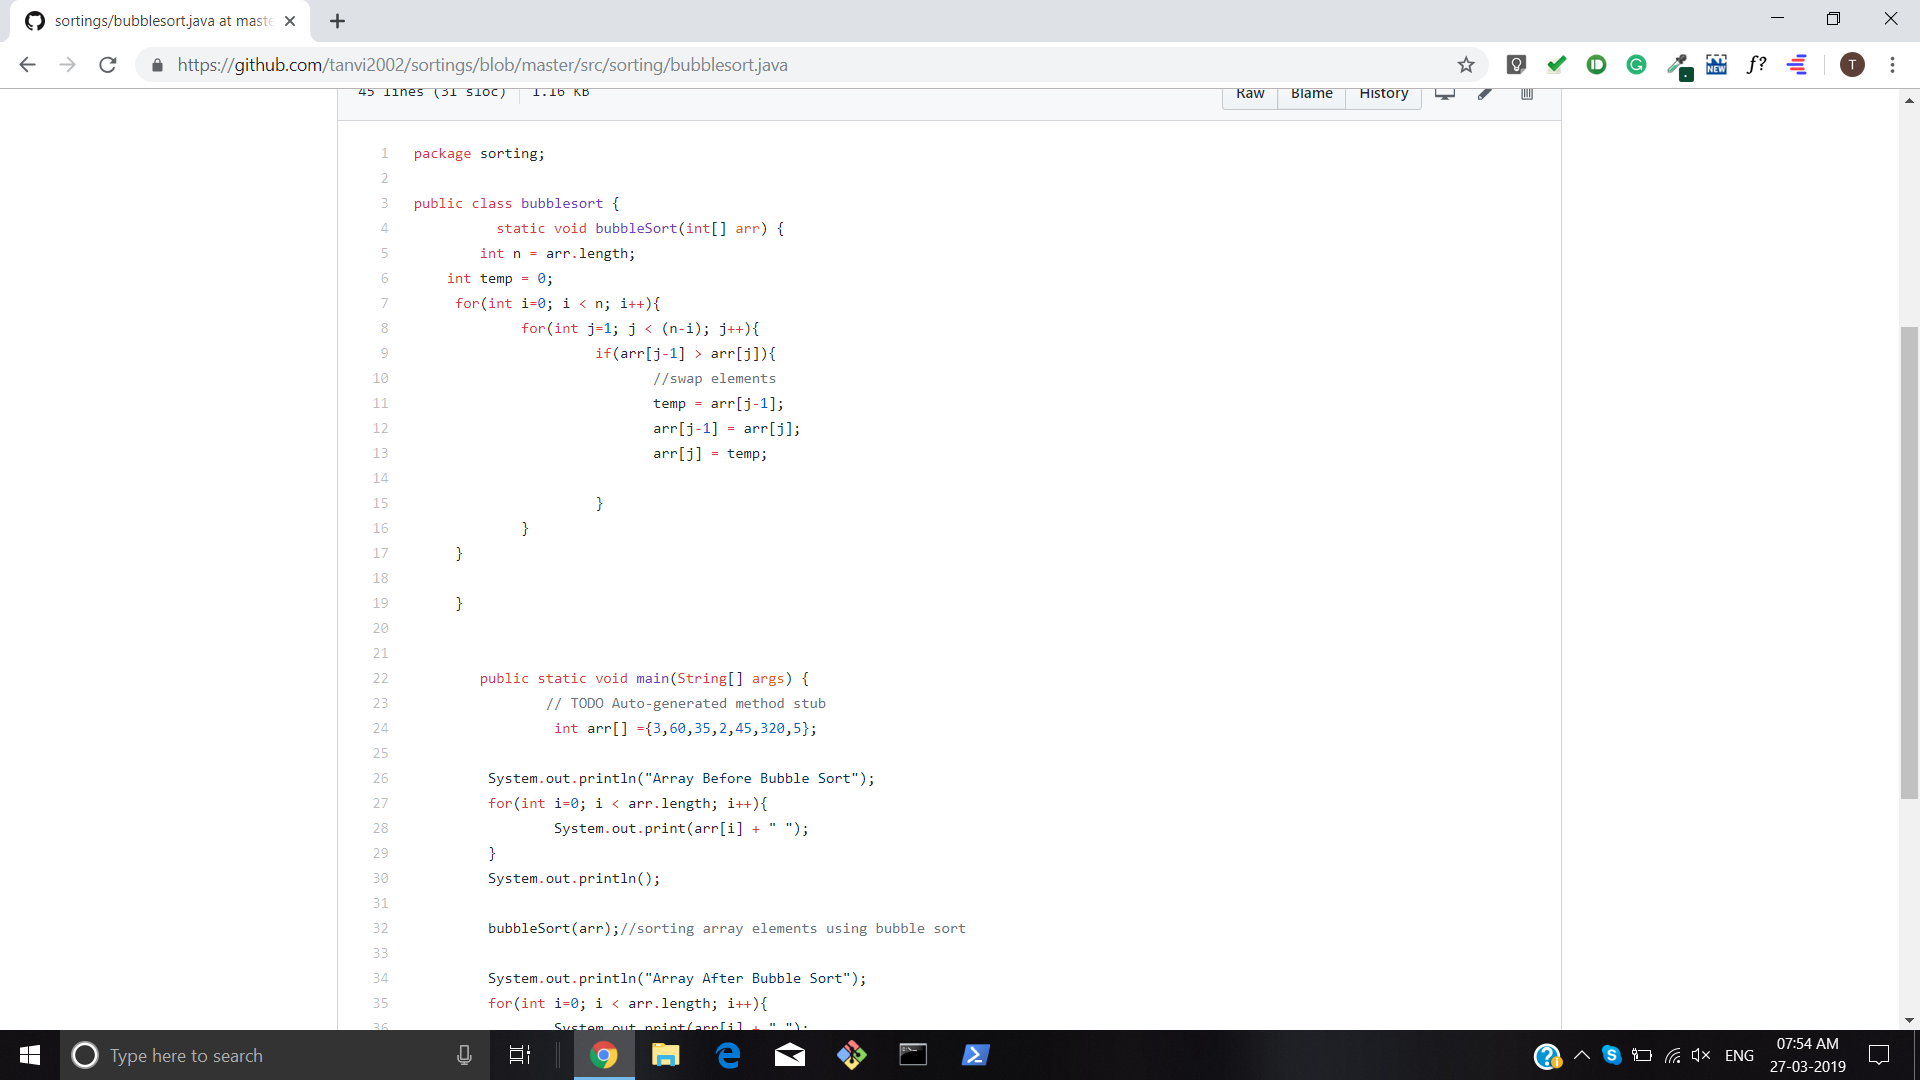 sortings/bubblesort.java at maste
https://github.com/tanvi2002/sortings/blob/master/src/sorting/bubblesort.java
NEW
f?
T
45 lines (31 sloc) 1.16 KB
Raw Blame History
1 package sorting;
2
3 public class bubblesort {
4 static void bubbleSort(int[] arr) {
5 int n = arr.length;
6 int temp = 0;
7 for(int i=0; i < n; i++){
8 for(int j=1; j < (n-i); j++){
9 if(arr[j-1] > arr[j]){
10 //swap elements
11 temp = arr[j-1];
12 arr[j-1] = arr[j];
13 arr[j] = temp;
14
15 }
16 }
17 }
18
19 }
20
21
22 public static void main(String[] args) {
23 // TODO Auto-generated method stub
24 int arr[] ={3,60,35,2,45,320,5};
25
26 System.out.println("Array Before Bubble Sort");
27 for(int i=0; i < arr.length; i++){
28 System.out.print(arr[i] + " ");
29 }
30 System.out.println();
31
32 bubbleSort(arr);//sorting array elements using bubble sort
33
34 System.out.println("Array After Bubble Sort");
35 for(int i=0; i < arr.length; i++){
36 System.out.print(arr[i] + " ");
Type here to search
ENG
07:54 AM
27-03-2019